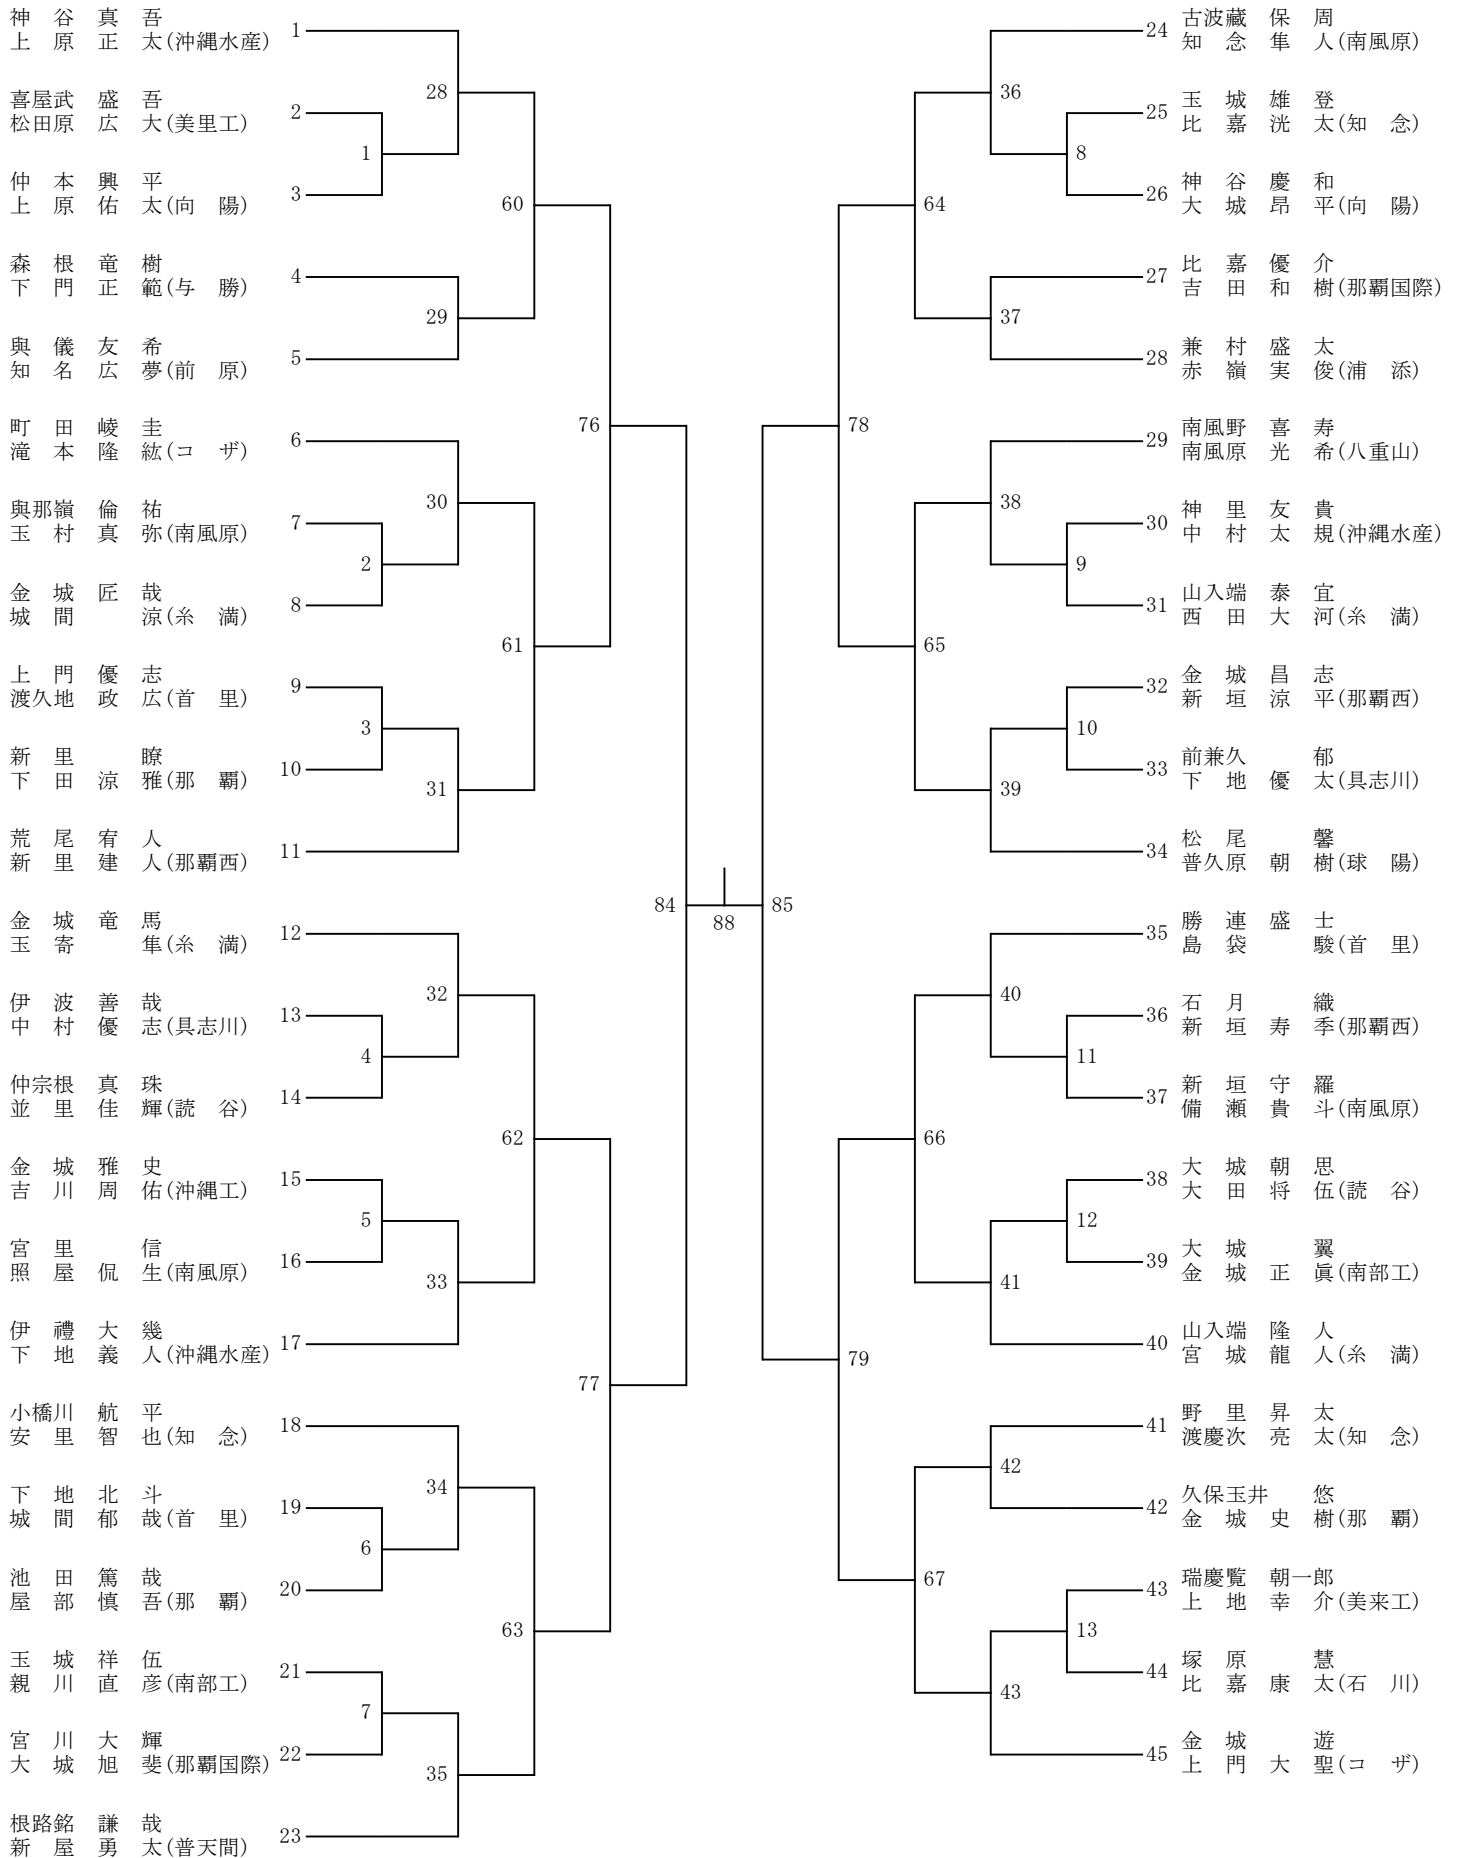 神 谷 真 吾
上 原 正 太(沖縄水産) 1
喜屋武 盛 吾
松田原 広 大(美里工) 2
仲 本 興 平
上 原 佑 太(向 陽) 3
森 根 竜 樹
下 門 正 範(与 勝) 4
與 儀 友 希
知 名 広 夢(前 原) 5
町 田 崚 圭
滝 本 隆 紘(コ ザ) 6
與那嶺 倫 祐
玉 村 真 弥(南風原) 7
金 城 匠 哉
城 間 涼(糸 満) 8
上 門 優 志
渡久地 政 広(首 里) 9
新 里 瞭
下 田 涼 雅(那 覇) 10
荒 尾 宥 人
新 里 建 人(那覇西) 11
金 城 竜 馬
玉 寄 隼(糸 満) 12
伊 波 善 哉
中 村 優 志(具志川) 13
仲宗根 真 珠
並 里 佳 輝(読 谷) 14
金 城 雅 史
吉 川 周 佑(沖縄工) 15
宮 里 信
照 屋 侃 生(南風原) 16
伊 禮 大 幾
下 地 義 人(沖縄水産) 17
小橋川 航 平
安 里 智 也(知 念) 18
下 地 北 斗
城 間 郁 哉(首 里) 19
池 田 篤 哉
屋 部 慎 吾(那 覇) 20
玉 城 祥 伍
親 川 直 彦(南部工) 21
宮 川 大 輝
大 城 旭 斐(那覇国際) 22
根路銘 謙 哉
新 屋 勇 太(普天間) 23
1
2
3
4
5
6
7
28
29
30
31
32
33
34
35
60
61
62
63
76
77
84
88
85
78
79
64
65
66
67
36
37
38
39
40
41
42
43
8
9
10
11
12
13
古波藏 保 周
24 知 念 隼 人(南風原)
玉 城 雄 登
25 比 嘉 洸 太(知 念)
神 谷 慶 和
26 大 城 昂 平(向 陽)
比 嘉 優 介
27 吉 田 和 樹(那覇国際)
兼 村 盛 太
28 赤 嶺 実 俊(浦 添)
南風野 喜 寿
29 南風原 光 希(八重山)
神 里 友 貴
30 中 村 太 規(沖縄水産)
山入端 泰 宜
31 西 田 大 河(糸 満)
金 城 昌 志
32 新 垣 涼 平(那覇西)
前兼久 郁
33 下 地 優 太(具志川)
松 尾 馨
34 普久原 朝 樹(球 陽)
勝 連 盛 士
35 島 袋 駿(首 里)
石 月 織
36 新 垣 寿 季(那覇西)
新 垣 守 羅
37 備 瀬 貴 斗(南風原)
大 城 朝 思
38 大 田 将 伍(読 谷)
大 城 翼
39 金 城 正 眞(南部工)
山入端 隆 人
40 宮 城 龍 人(糸 満)
野 里 昇 太
41 渡慶次 亮 太(知 念)
久保玉井 悠
42 金 城 史 樹(那 覇)
瑞慶覧 朝一郎
43 上 地 幸 介(美来工)
塚 原 慧
44 比 嘉 康 太(石 川)
金 城 遊
45 上 門 大 聖(コ ザ)